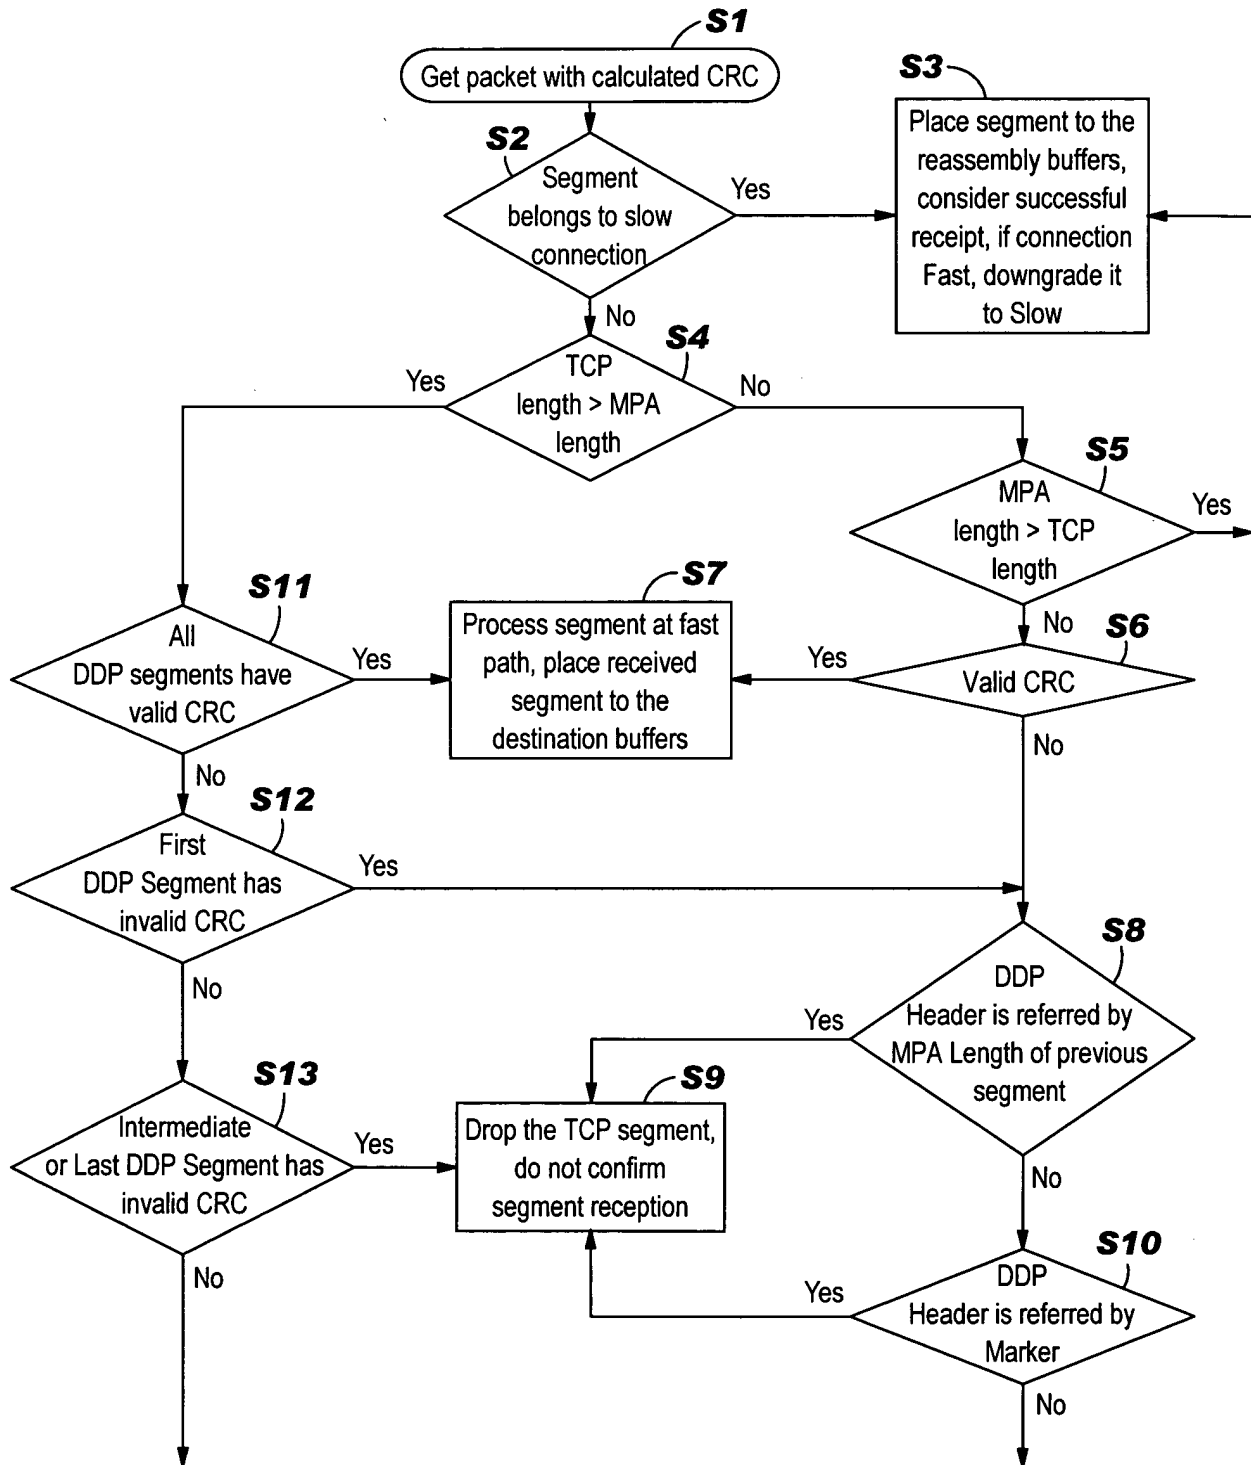 S1
Get packet with calculated CRC
S2
Segment
belongs to slow
connection
Yes
No
S3
Place segment to the
reassembly buffers,
consider successful
receipt, if connection
Fast, downgrade it
to Slow
S4
TCP
length > MPA
length
Yes
No
S5
MPA
length > TCP
length
Yes
No
S6
Valid CRC
Yes
No
S7
Process segment at fast
path, place received
segment to the
destination buffers
S11
All
DDP segments have
valid CRC
Yes
No
S12
First
DDP Segment has
invalid CRC
Yes
No
S8
DDP
Header is referred by
MPA Length of previous
segment
Yes
No
S13
Intermediate
or Last DDP Segment has
invalid CRC
Yes
No
S9
Drop the TCP segment,
do not confirm
segment reception
S10
DDP
Header is referred by
Marker
Yes
No